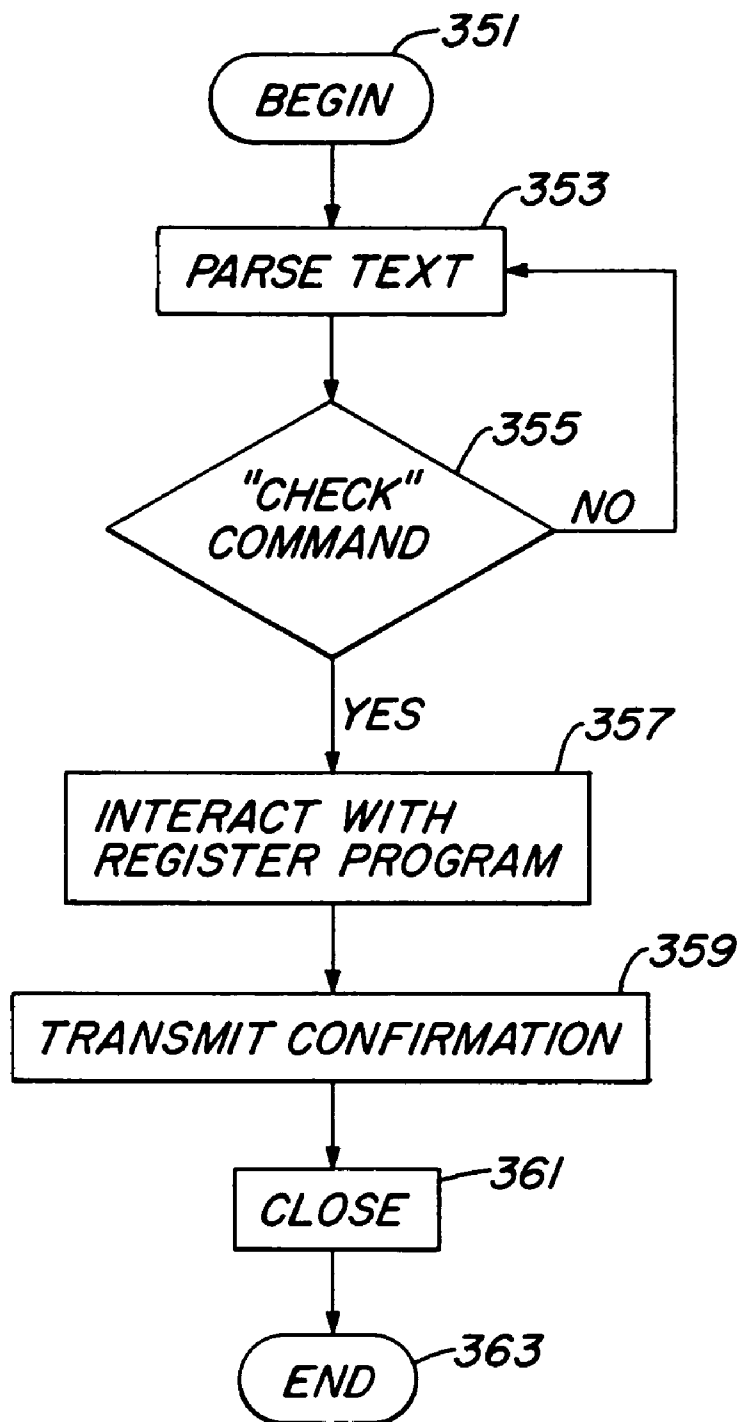 351
BEGIN
353
PARSE TEXT
355
"CHECK"
COMMAND
NO
YES
357
INTERACT WITH
REGISTER PROGRAM
359
TRANSMIT CONFIRMATION
361
CLOSE
363
END